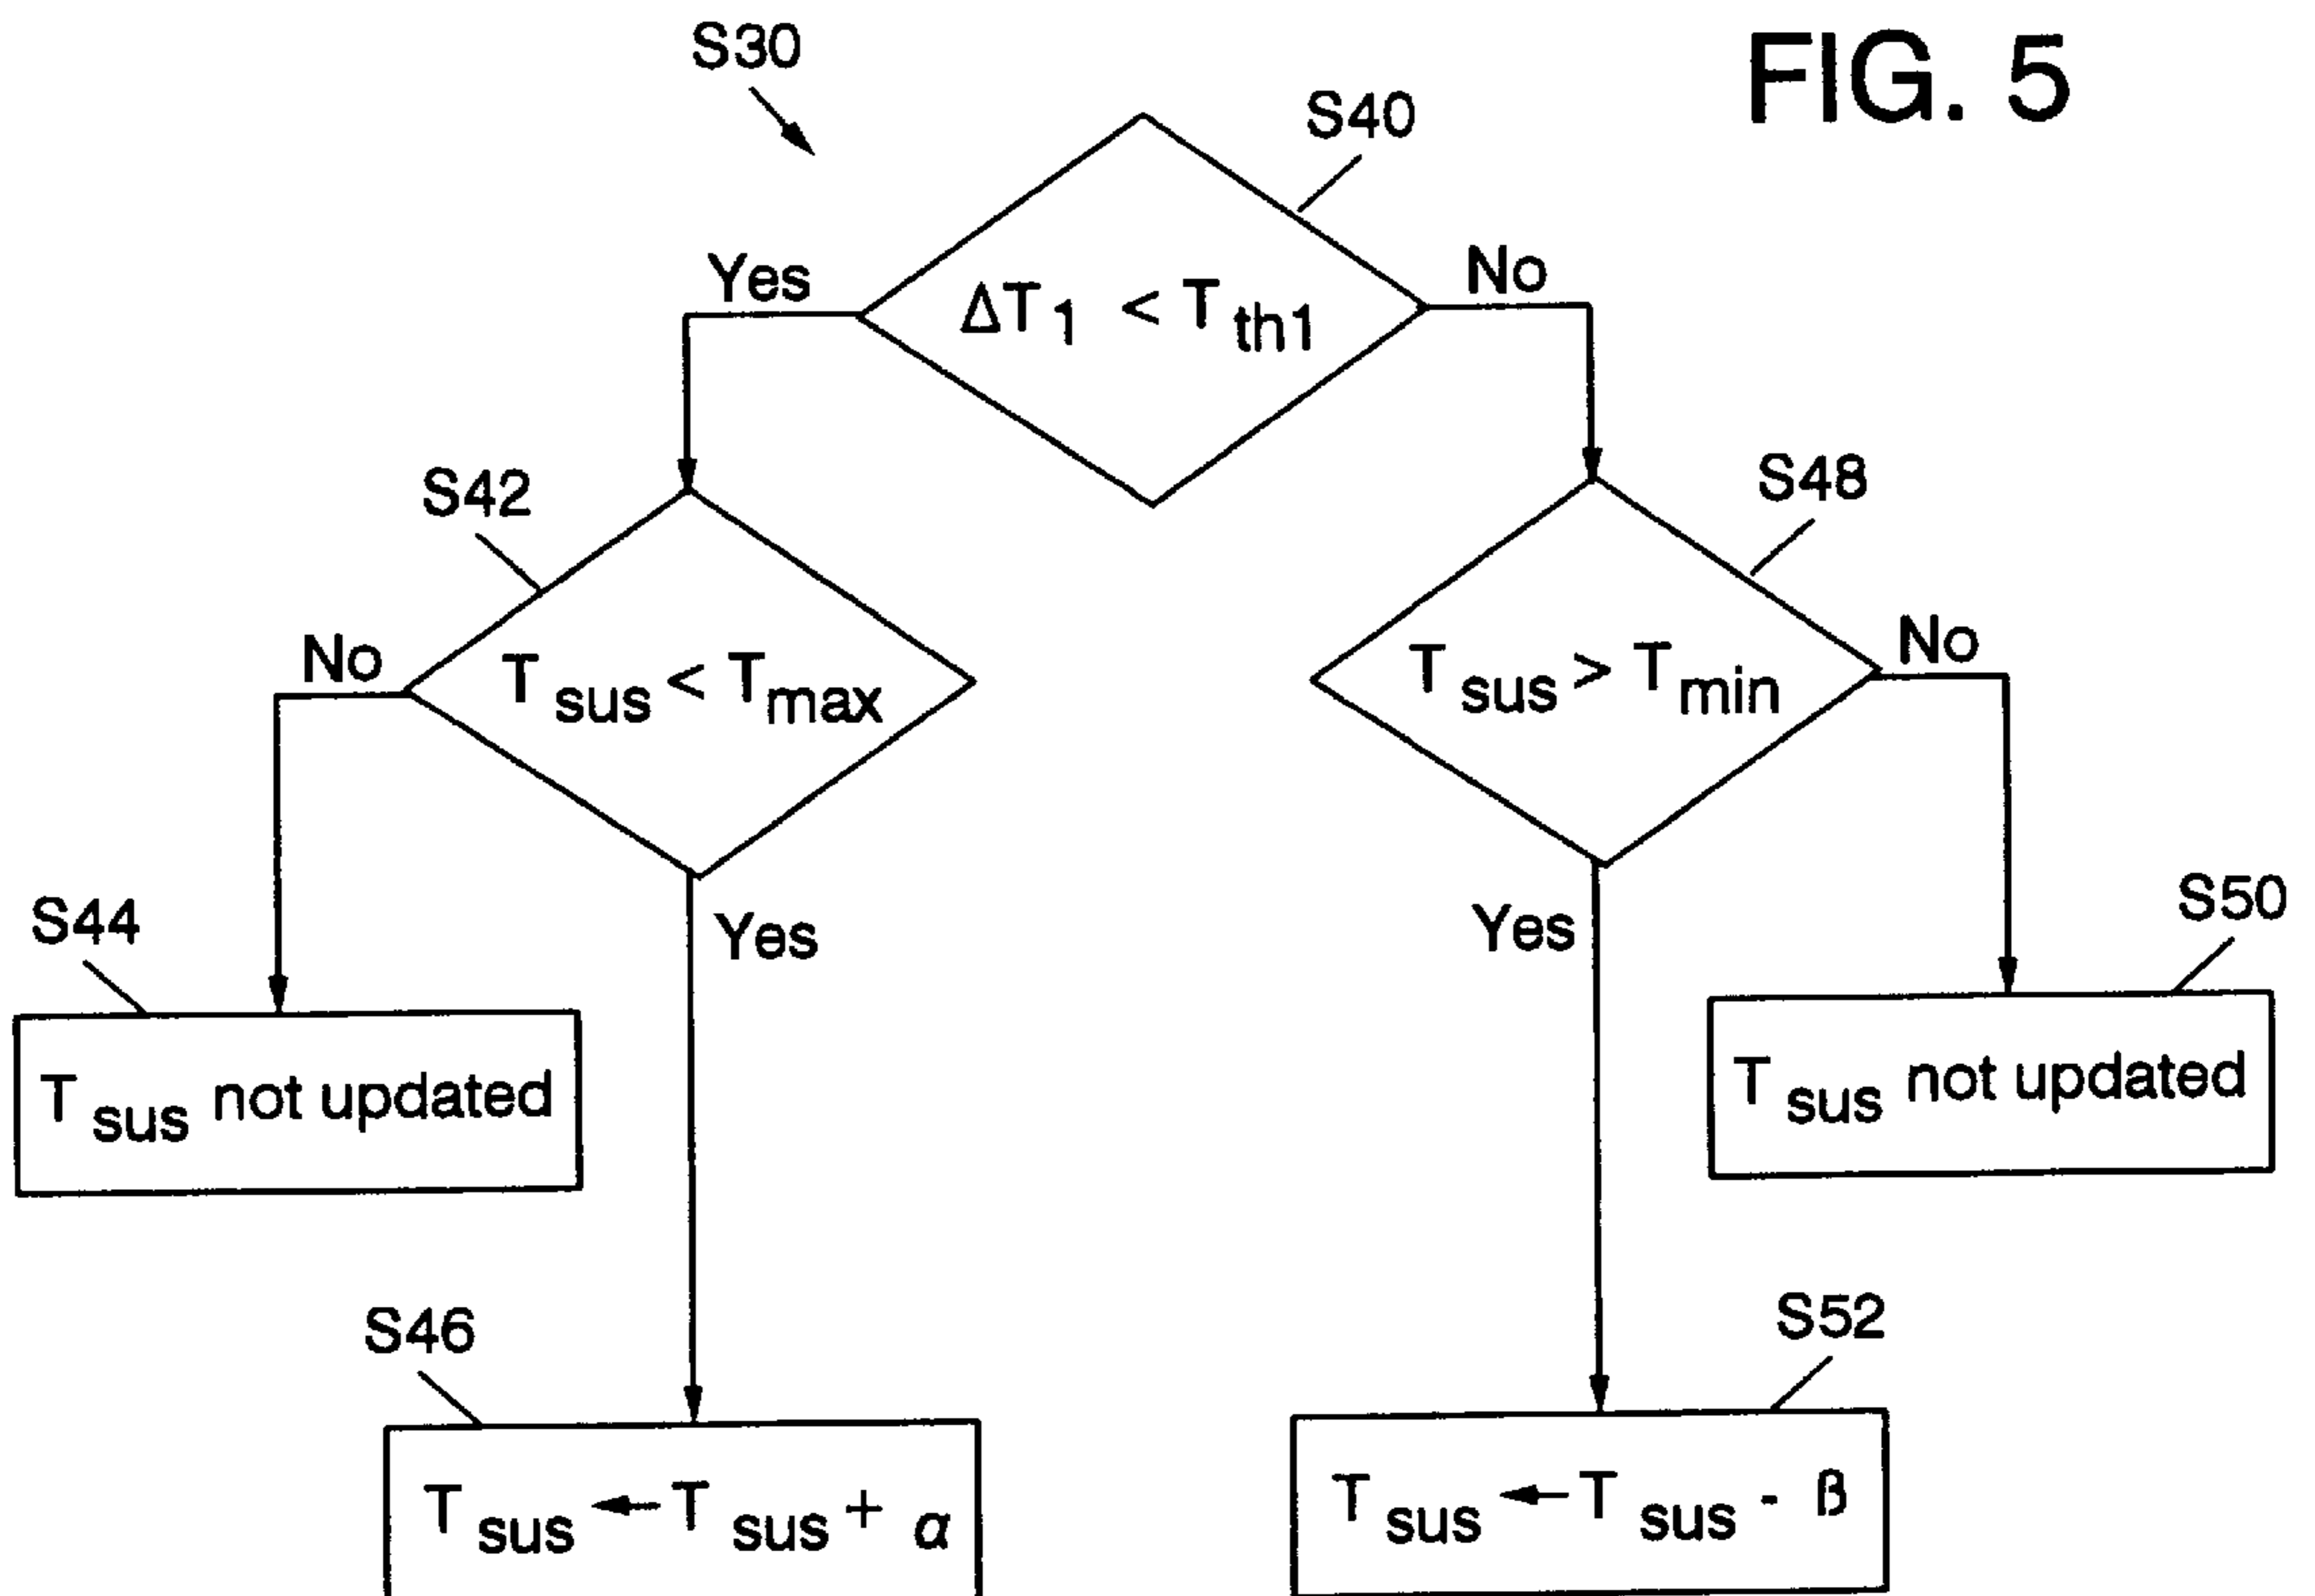 S30
FIG. 5
S40
Yes
No
ΔT1 < Tth1
S42
S48
No
Tsus < Tmax
Tsus > Tmin
No
S44
Yes
Yes
S50
Tsus not updated
Tsus not updated
S46
S52
Tsus ← Tsus + α
Tsus ← Tsus - β